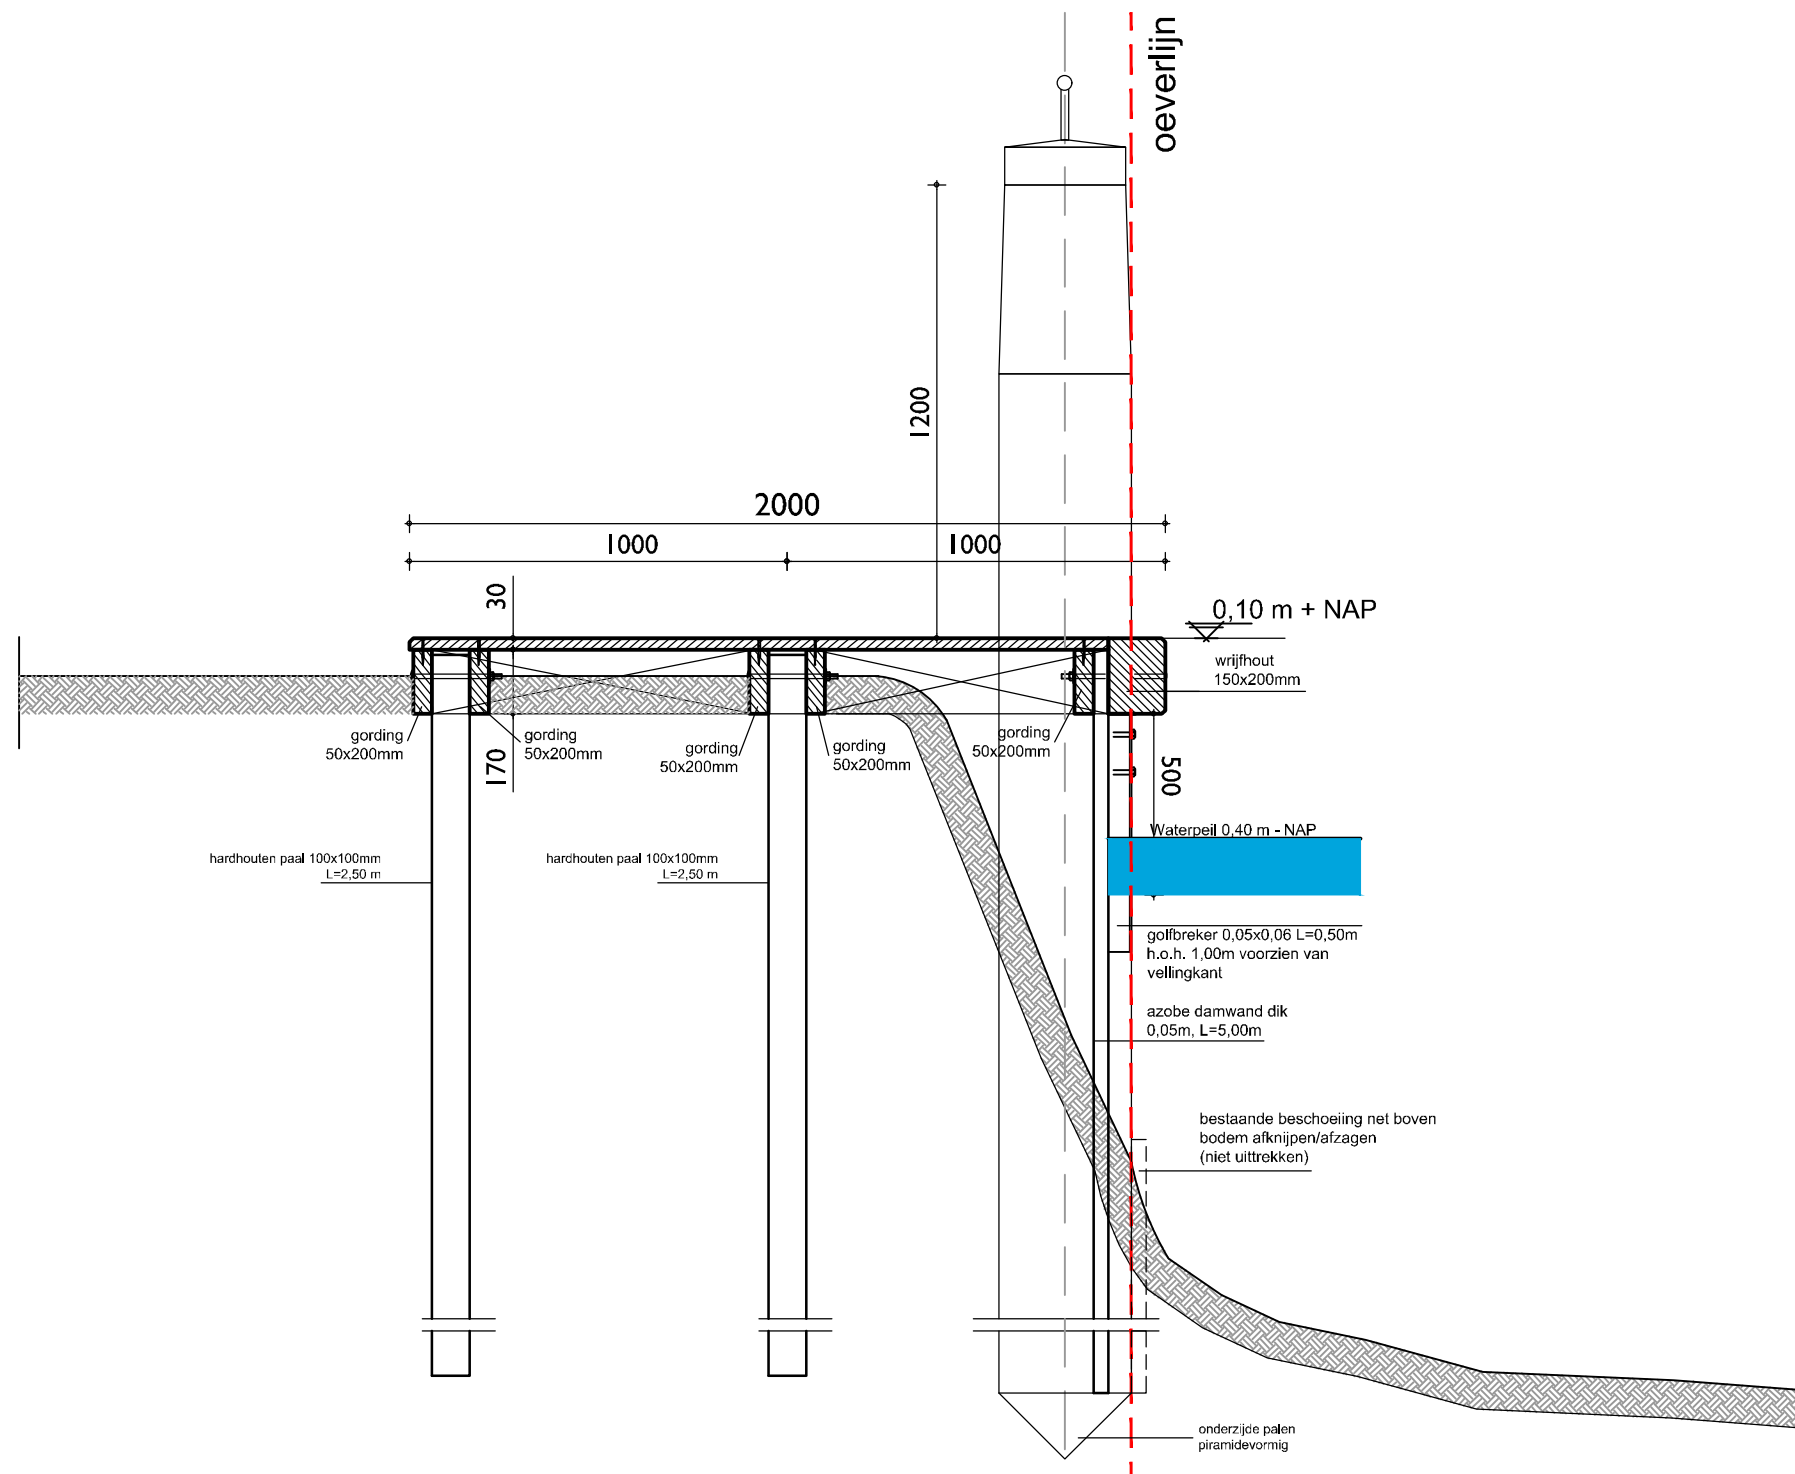 oeverlijn
1200
2000
1000
1000
30
0,10 m + NAP
wrijfhout
150x200mm
gording
50x200mm
gording
50x200mm
gording
50x200mm
gording
50x200mm
gording
50x200mm
170
500
Waterpeil 0,40 m - NAP
hardhouten paal 100x100mm
L=2,50 m
hardhouten paal 100x100mm
L=2,50 m
golfbreker 0,05x0,06 L=0,50m
h.o.h. 1,00m voorzien van
vellingkant
azobe damwand dik
0,05m, L=5,00m
bestaande beschoeiing net boven
bodem afknijpen/afzagen
(niet uittrekken)
onderzijde palen
piramidevormig